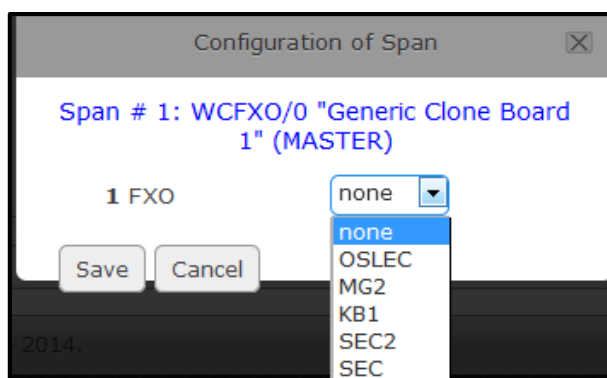 Configuration of Span
Span # 1: WCFXO/0 "Generic Clone Board
1" (MASTER)
1 FXO
none
none
OSLEC
MG2
KB1
SEC2
SEC
Save
Cancel
2014.